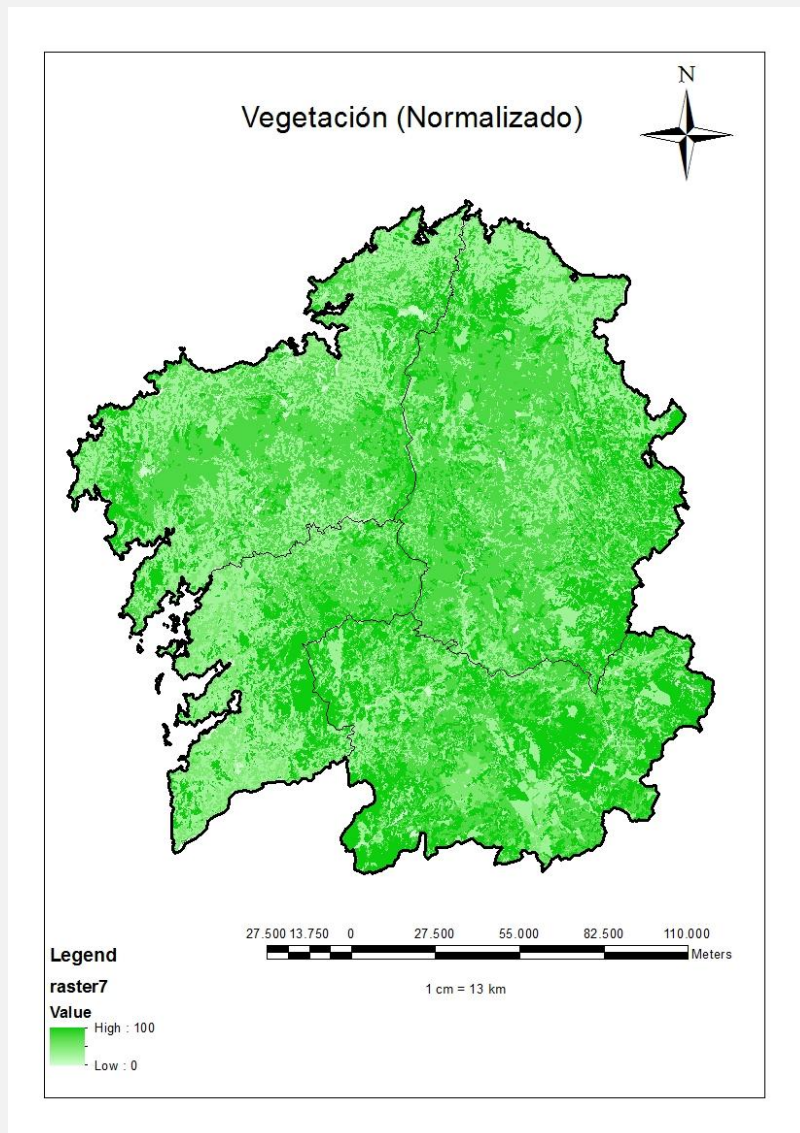 N
Vegetación (Normalizado)
27.500 13.750 0 27.500 55.000 82.500 110.000
Meters
1 cm = 13 km
Legend
raster7
Value
High : 100
Low : 0